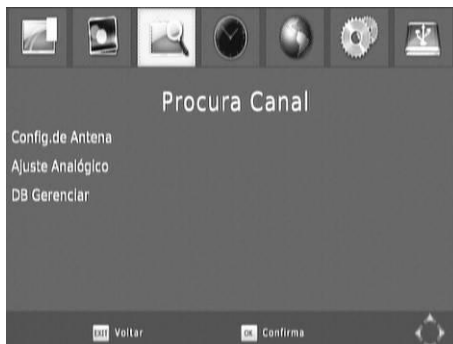 Procura Canal
Config.de Antena
Ajuste Analógico
DB Gerenciar
EXIT Voltar OK Confirma